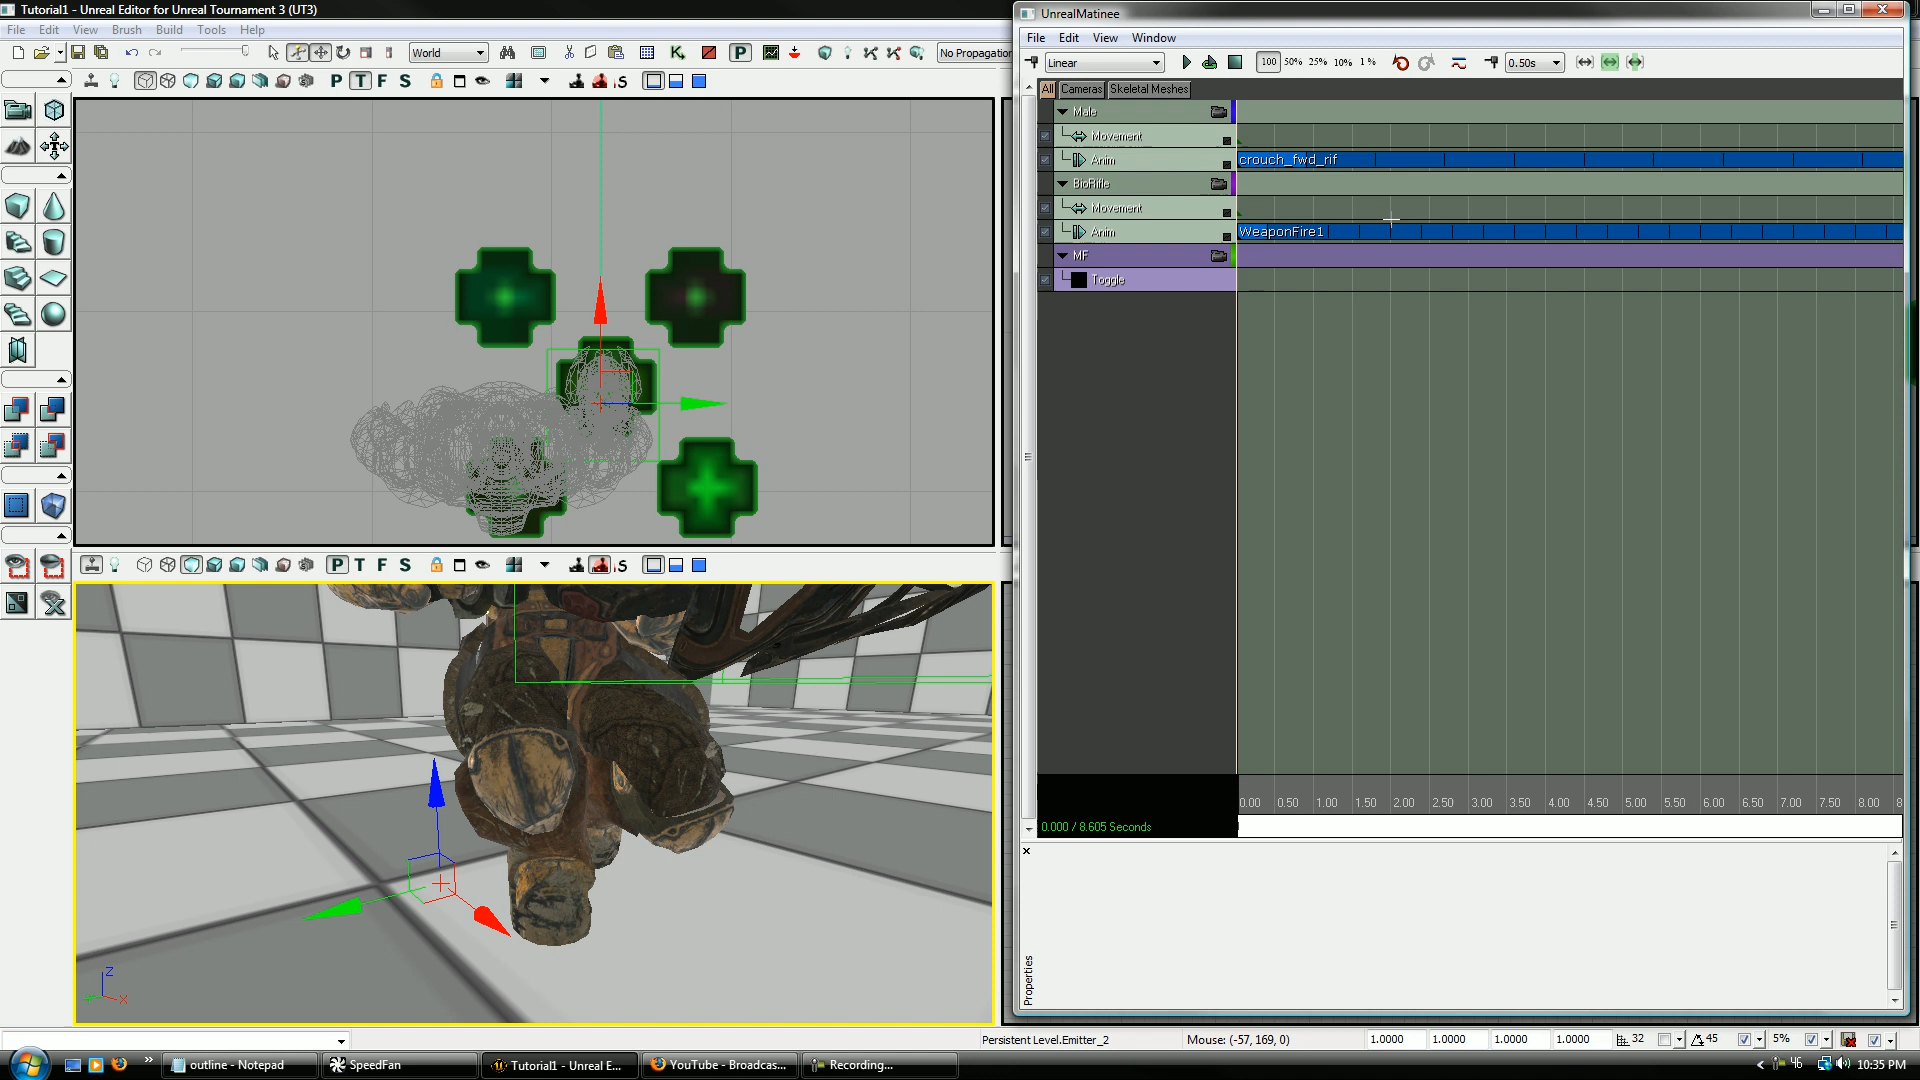 Tutorial1 - Unreal Editor for Unreal Tournament 3 (UT3)
File Edit View Brush Build Tools Help
World
P
No Propagation
P T F S
S
P T F S
S
Z
X
UnrealMatinee
File Edit View Window
Linear
100 50% 25% 10% 1 %
0.50s
All Cameras Skeletal Meshes
Male
Movement
Anim
crouch_fwd_rif
BioRifle
Movement
Anim
WeaponFire1
MF
Toggle
0.00 0.50 1.00 1.50 2.00 2.50 3.00 3.50 4.00 4.50 5.00 5.50 6.00 6.50 7.00 7.50 8.00 8
0.000 / 8.605 Seconds
Properties
Persistent Level.Emitter_2
Mouse: (-57, 169, 0)
1.0000 1.0000 1.0000 1.0000
32
45
5%
outline - Notepad
SpeedFan
Tutorial1 - Unreal E...
YouTube - Broadcas...
Recording...
46
10:35 PM